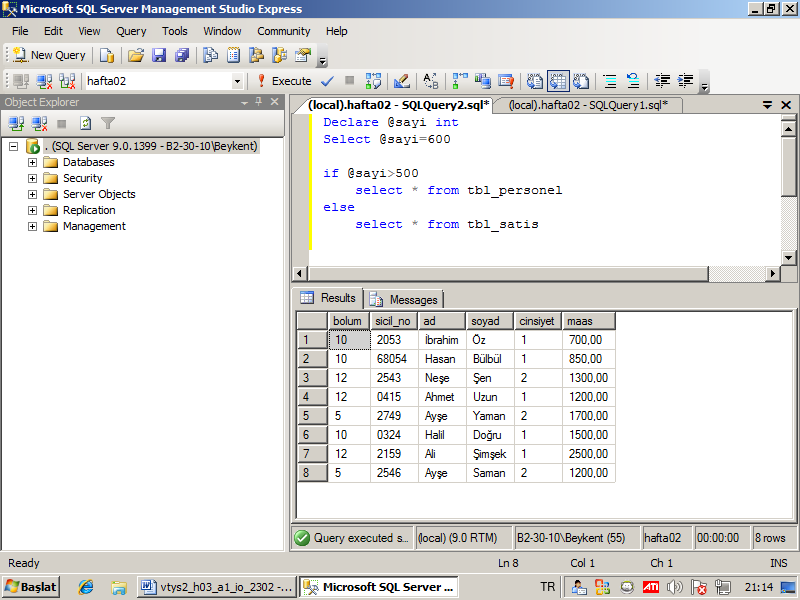 Microsoft SQL Server Management Studio Express
File Edit View Query Tools Window Community Help
New Query
hafta02 Execute
Object Explorer
. (SQL Server 9.0.1399 - B2-30-10\Beykent)
Databases
Security
Server Objects
Replication
Management
(local).hafta02 - SQLQuery2.sql* (local).hafta02 - SQLQuery1.sql*
Declare @sayi int
Select @sayi=600
if @sayi>500
select * from tbl_personel
else
select * from tbl_satis
Results Messages
bolum sicil_no ad soyad cinsiyet maas
1 10 2053 İbrahim Öz 1 700,00
2 10 68054 Hasan Bülbül 1 850,00
3 12 2543 Neşe Şen 2 1300,00
4 12 0415 Ahmet Uzun 1 1200,00
5 5 2749 Ayşe Yaman 2 1700,00
6 10 0324 Halil Doğru 1 1500,00
7 12 2159 Ali Şimşek 1 2500,00
8 5 2546 Ayşe Saman 2 1200,00
Query executed s... (local) (9.0 RTM) B2-30-10\Beykent (55) hafta02 00:00:00 8 rows
Ready Ln 8 Col 1 Ch 1 INS
Başlat vtys2_h03_a1_io_2302 -... Microsoft SQL Server ... TR ATI 21:14